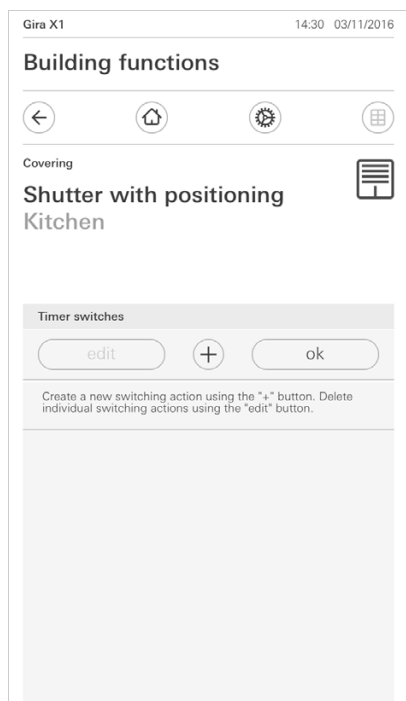 Gira X1 14:30 03/11/2016
Building functions
Covering
Shutter with positioning
Kitchen
Timer switches
edit + ok
Create a new switching action using the "+" button. Delete
individual switching actions using the "edit" button.